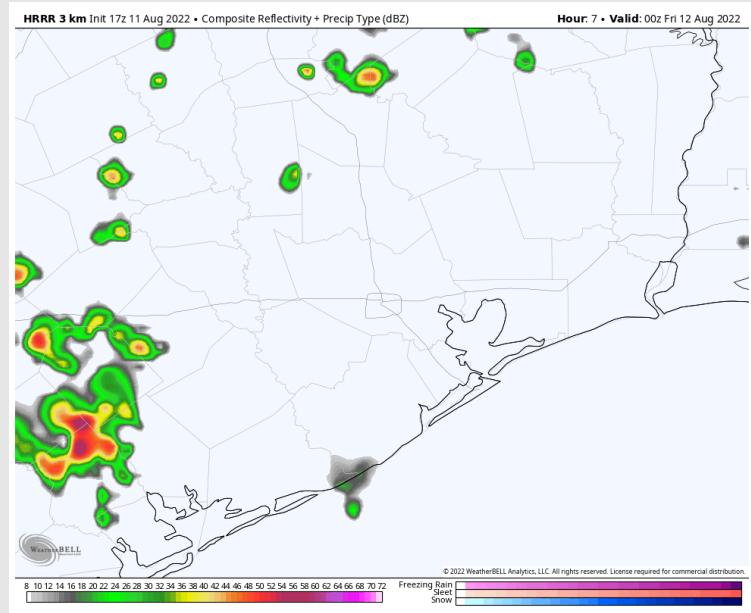 HRRR 3 km Init 17z 11 Aug 2022 • Composite Reflectivity + Precip Type (dBZ) Hour: 7 • Valid: 00z Fri 12 Aug 2022
WEATHERBELL
© 2022 WeatherBELL Analytics, LLC. All rights reserved. License required for commercial distribution.
8 10 12 14 16 18 20 22 24 26 28 30 32 34 36 38 40 42 44 46 48 50 52 54 56 58 60 62 64 66 68 70 72
Freezing Rain
Sleet
Snow